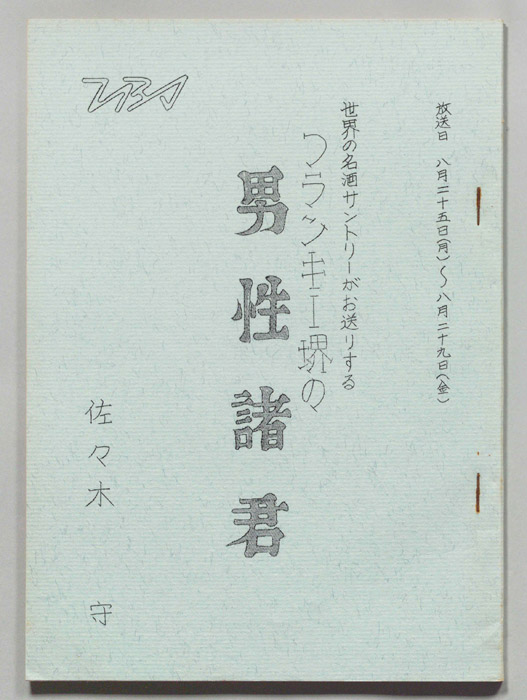 放送日　八月二十五日(月)～八月二十九日(金)
世界の名酒サントリーがお送りする
フランキー堺の
男性諸君
佐々木　守
TBS